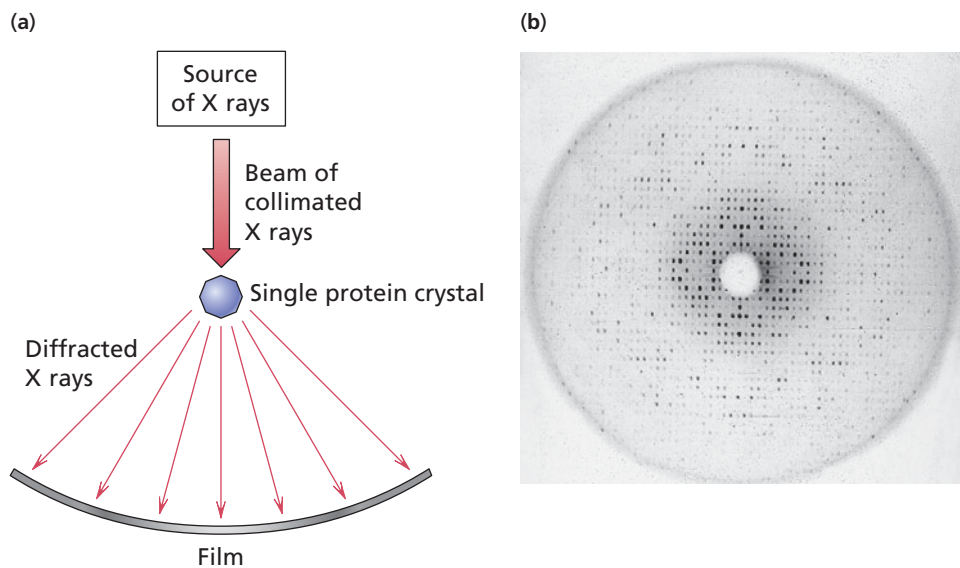 (a)
(b)
Source
of X rays
Beam of
collimated
X rays
Single protein crystal
Diffracted
X rays
Film